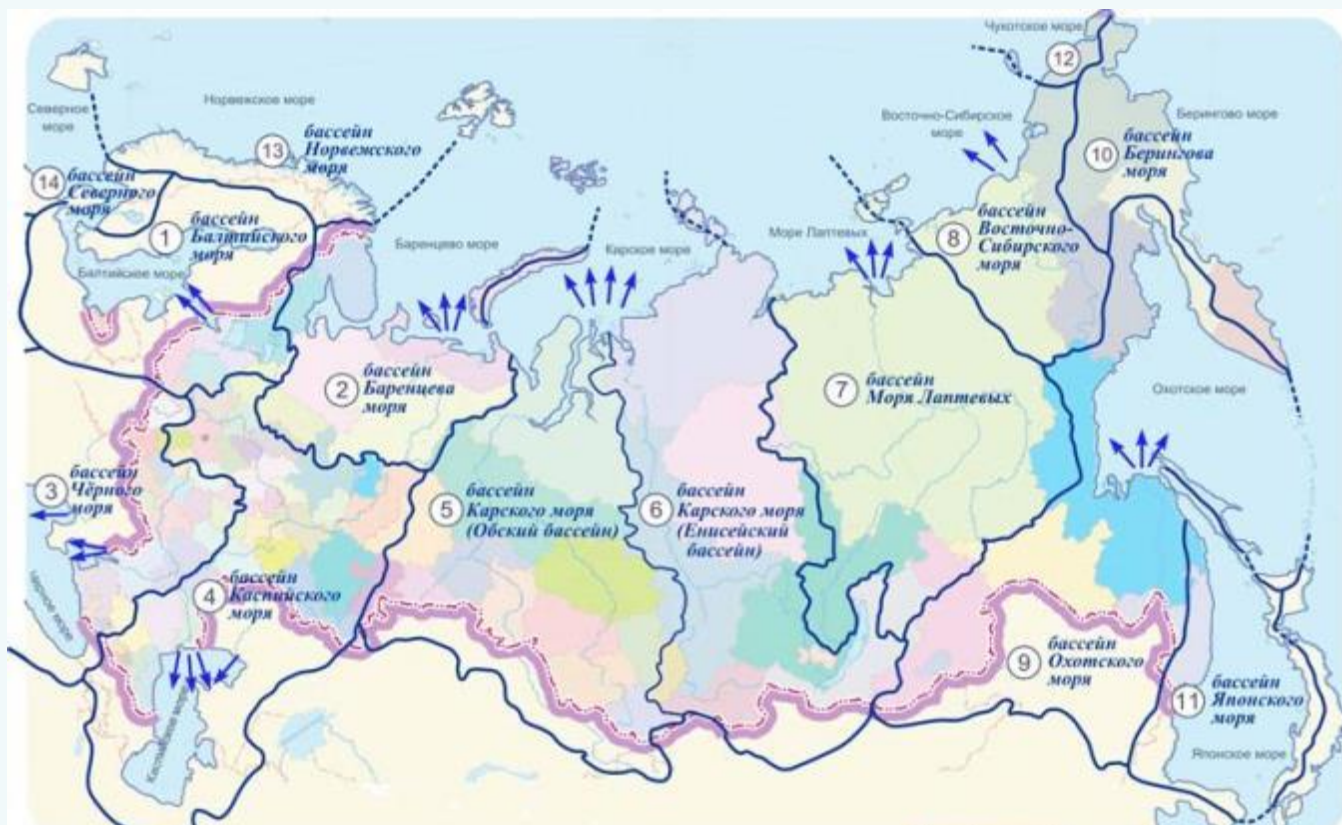 Чукотское море
12
Северное
море
Норвежское море
Восточно-Сибирское
море
Берингово море
13
бассейн
Норвежского
моря
10
бассейн
Берингова
моря
14
бассейн
Северного
моря
1
бассейн
Балтийского
моря
Балтийское море
Баренцево море
Карское море
Море Лаптевых
8
бассейн
Восточно-
Сибирского
моря
2
бассейн
Баренцева
моря
7
бассейн
Моря Лаптевых
Охотское море
3
бассейн
Чёрного
моря
5
бассейн
Карского моря
(Обский бассейн)
6
бассейн
Карского моря
(Енисейский
бассейн)
4
бассейн
Каспийского
моря
Чёрное море
Каспийское море
9
бассейн
Охотского
моря
11
бассейн
Японского
моря
Японское море